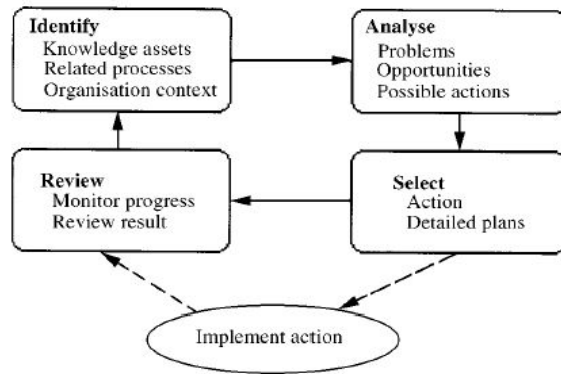 Identify
Knowledge assets
Related processes
Organisation context
Analyse
Problems
Opportunities
Possible actions
Review
Monitor progress
Review result
Select
Action
Detailed plans
Implement action